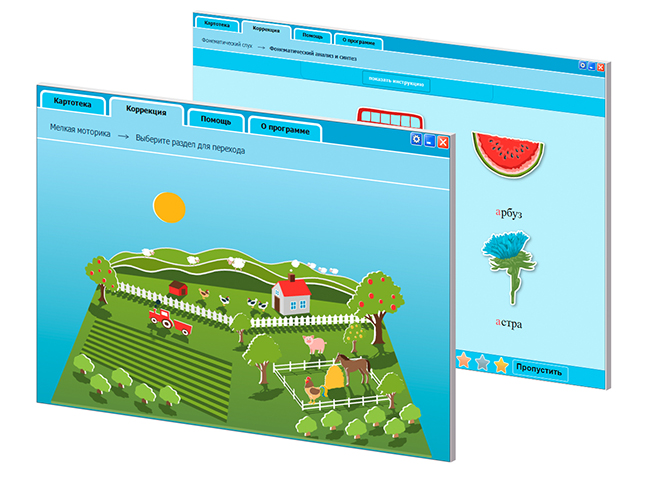 Картотека
Коррекция
Помощь
О программе
Фонематический слух → Фонематический анализ и синтез
показать инструкцию
арбуз
астра
Пропустить
Картотека
Коррекция
Помощь
О программе
Мелкая моторика → Выберите раздел для перехода